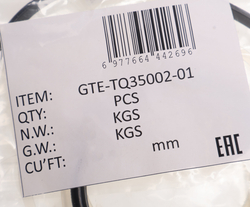 6 977664 442696
ITEM: GTE-TQ35002-01
QTY: PCS
N.W.: KGS
G.W.: KGS
CU'FT: mm
EAC